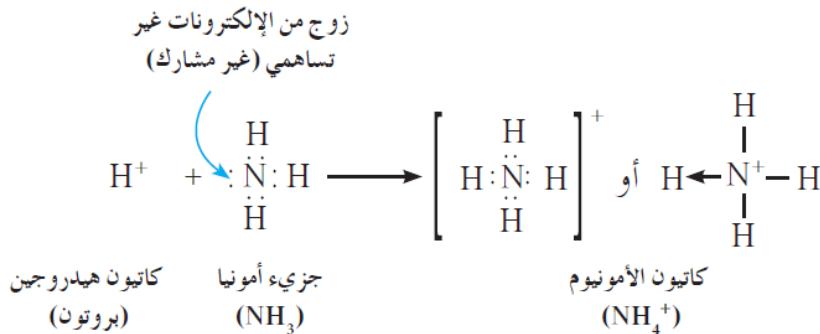 زوج من الإلكترونات غير
تساهمي (غير مشارك)
H⁺ + :N̈:H ⟶ [H:N̈:H]⁺ أو H←N⁺—H
H H H
H H H
كاتيون هيدروجين جزيء أمونيا كاتيون الأمونيوم
(بروتون) (NH₃) (NH₄⁺)